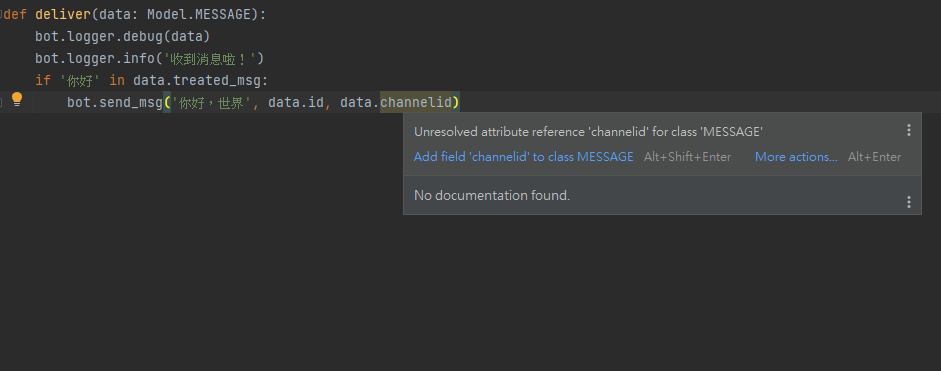 def deliver(data: Model.MESSAGE):
    bot.logger.debug(data)
    bot.logger.info('收到消息啦！')
    if '你好' in data.treated_msg:
        bot.send_msg('你好，世界', data.id, data.channelid)
Unresolved attribute reference 'channelid' for class 'MESSAGE'
Add field 'channelid' to class MESSAGE Alt+Shift+Enter More actions... Alt+Enter
No documentation found.